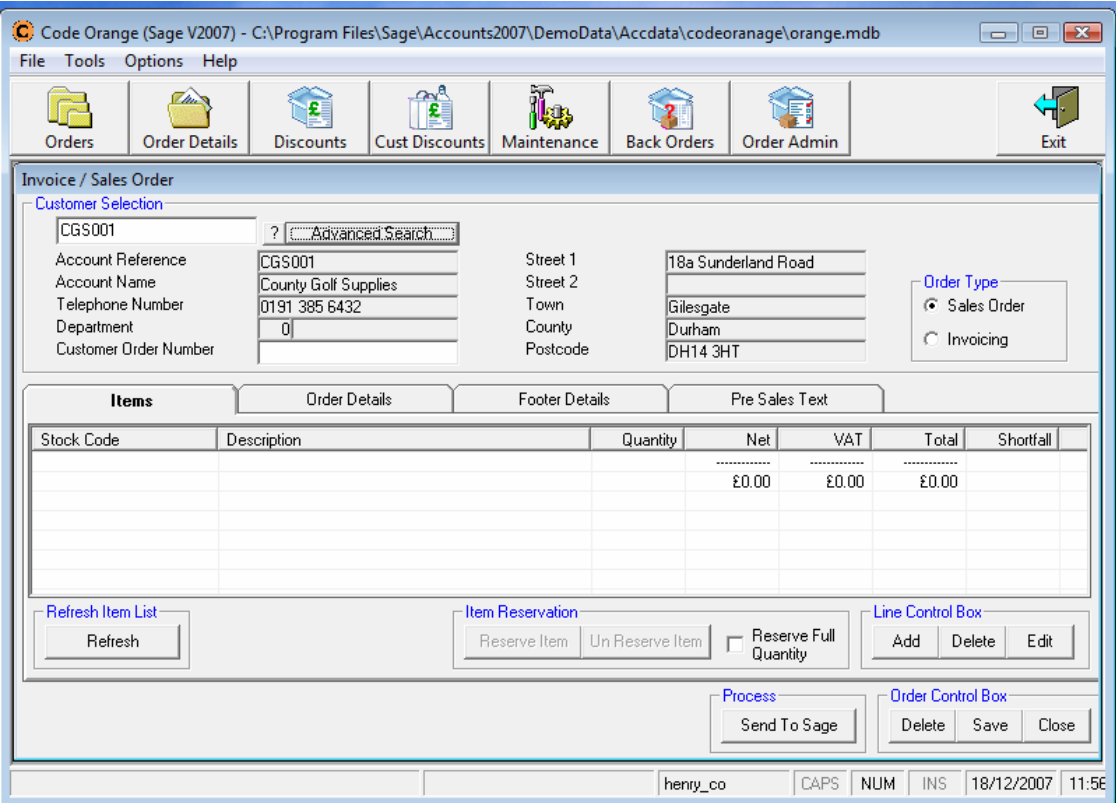 Code Orange (Sage V2007) - C:\Program Files\Sage\Accounts2007\DemoData\Accdata\codeoranage\orange.mdb
File Tools Options Help
Orders Order Details Discounts Cust Discounts Maintenance Back Orders Order Admin Exit
Invoice / Sales Order
Customer Selection
CGS001 ? Advanced Search
Account Reference CGS001 Street 1 18a Sunderland Road
Account Name County Golf Supplies Street 2 Order Type
Telephone Number 0191 385 6432 Town Gilesgate Sales Order
Department 0 County Durham
Customer Order Number Postcode DH14 3HT Invoicing
Items Order Details Footer Details Pre Sales Text
Stock Code Description Quantity Net VAT Total Shortfall
------------- ------------- -------------
£0.00 £0.00 £0.00
Refresh Item List Item Reservation Line Control Box
Refresh Reserve Item Un Reserve Item Reserve Full Quantity Add Delete Edit
Process Order Control Box
Send To Sage Delete Save Close
henry_co CAPS NUM INS 18/12/2007 11:56